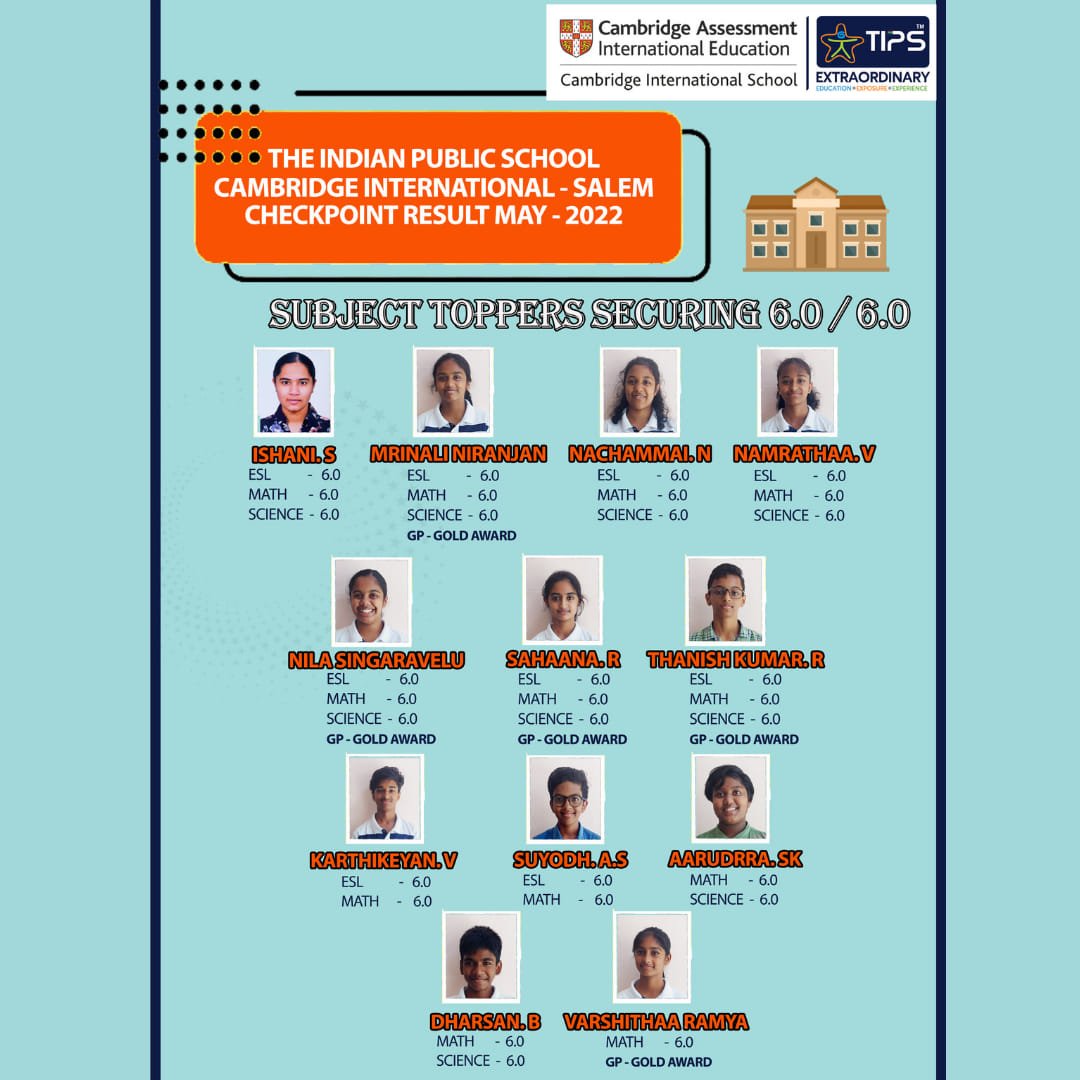 Cambridge Assessment
International Education
Cambridge International School
TIPS™
EXTRAORDINARY
EDUCATION • EXPOSURE • EXPERIENCE
THE INDIAN PUBLIC SCHOOL
CAMBRIDGE INTERNATIONAL - SALEM
CHECKPOINT RESULT MAY - 2022
SUBJECT TOPPERS SECURING 6.0 / 6.0
ISHANI. S
ESL - 6.0
MATH - 6.0
SCIENCE - 6.0
MRINALI NIRANJAN
ESL - 6.0
MATH - 6.0
SCIENCE - 6.0
GP - GOLD AWARD
NACHAMMAI. N
ESL - 6.0
MATH - 6.0
SCIENCE - 6.0
NAMRATHAA. V
ESL - 6.0
MATH - 6.0
SCIENCE - 6.0
NILA SINGARAVELU
ESL - 6.0
MATH - 6.0
SCIENCE - 6.0
GP - GOLD AWARD
SAHAANA. R
ESL - 6.0
MATH - 6.0
SCIENCE - 6.0
GP - GOLD AWARD
THANISH KUMAR. R
ESL - 6.0
MATH - 6.0
SCIENCE - 6.0
GP - GOLD AWARD
KARTHIKEYAN. V
ESL - 6.0
MATH - 6.0
SUYODH. A.S
ESL - 6.0
MATH - 6.0
AARUDRRA. SK
MATH - 6.0
SCIENCE - 6.0
DHARSAN. B
MATH - 6.0
SCIENCE - 6.0
VARSHITHAA RAMYA
MATH - 6.0
GP - GOLD AWARD